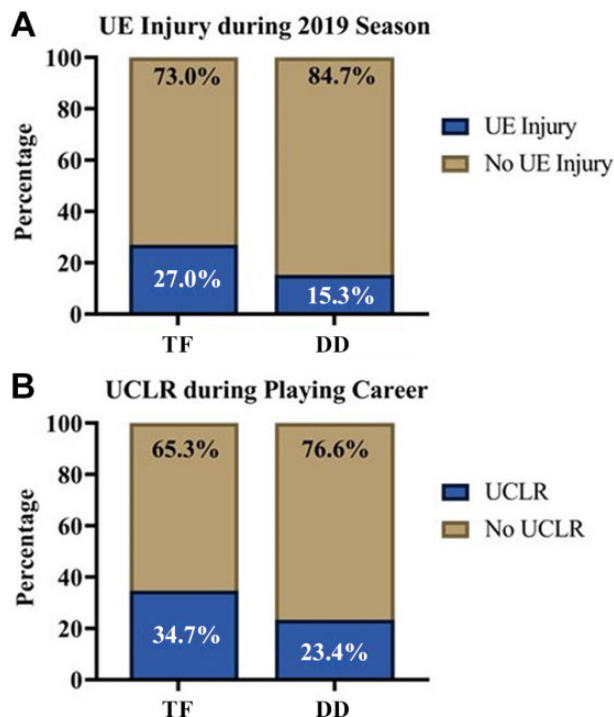 A
UE Injury during 2019 Season
Percentage
100
80
60
40
20
0
73.0%
84.7%
27.0%
15.3%
TF
DD
UE Injury
No UE Injury
B
UCLR during Playing Career
Percentage
100
80
60
40
20
0
65.3%
76.6%
34.7%
23.4%
TF
DD
UCLR
No UCLR